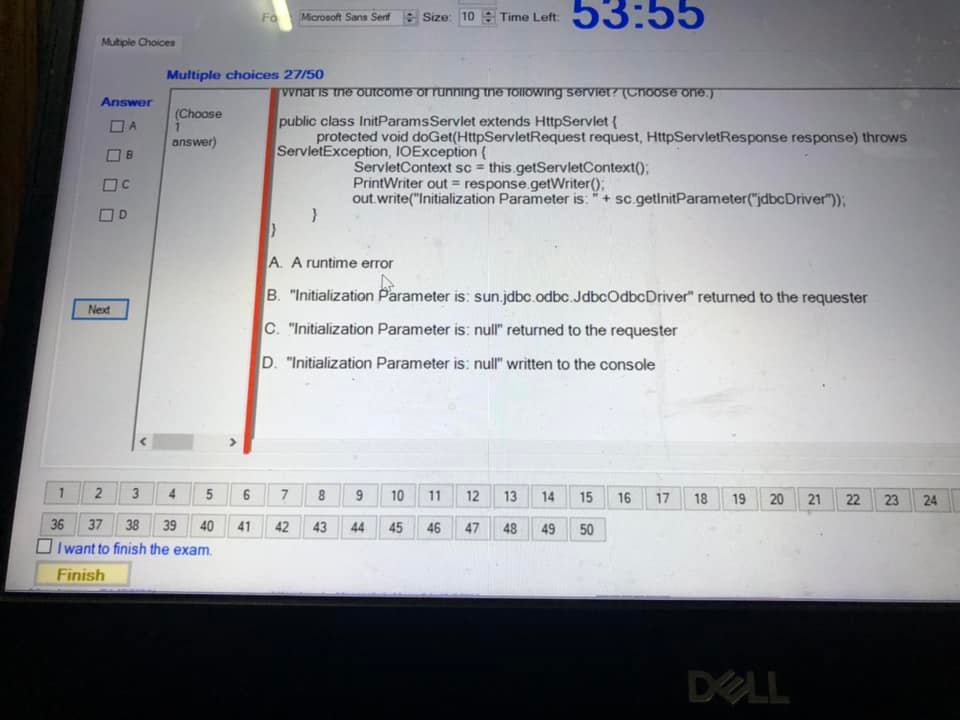 Microsoft Sans Serif Size: 10 Time Left: 53:55
Multiple Choices
Multiple choices 27/50
Answer
(Choose
1
answer)
A
B
C
D
Next
What is the outcome of running the following servlet? (Choose one.)
public class InitParamsServlet extends HttpServlet {
protected void doGet(HttpServletRequest request, HttpServletResponse response) throws
ServletException, IOException {
ServletContext sc = this.getServletContext();
PrintWriter out = response.getWriter();
out.write("Initialization Parameter is: " + sc.getInitParameter("jdbcDriver"));
}
}
A. A runtime error
B. "Initialization Parameter is: sun.jdbc.odbc.JdbcOdbcDriver" returned to the requester
C. "Initialization Parameter is: null" returned to the requester
D. "Initialization Parameter is: null" written to the console
1 2 3 4 5 6 7 8 9 10 11 12 13 14 15 16 17 18 19 20 21 22 23 24
36 37 38 39 40 41 42 43 44 45 46 47 48 49 50
I want to finish the exam.
Finish
DELL